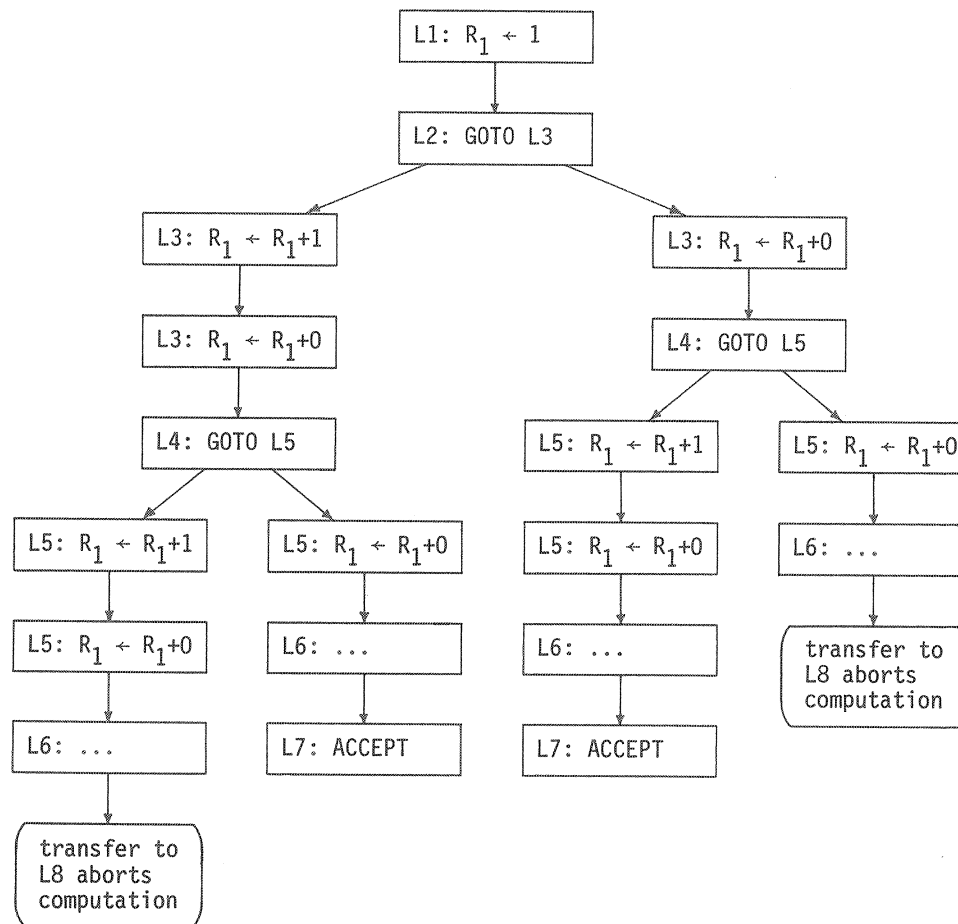 L1: R₁ ← 1
L2: GOTO L3
L3: R₁ ← R₁+1
L3: R₁ ← R₁+0
L3: R₁ ← R₁+0
L4: GOTO L5
L4: GOTO L5
L5: R₁ ← R₁+1
L5: R₁ ← R₁+0
L5: R₁ ← R₁+1
L5: R₁ ← R₁+0
L5: R₁ ← R₁+0
L6: ...
L5: R₁ ← R₁+0
L6: ...
L6: ...
transfer to
L8 aborts
computation
L6: ...
L7: ACCEPT
L7: ACCEPT
transfer to
L8 aborts
computation